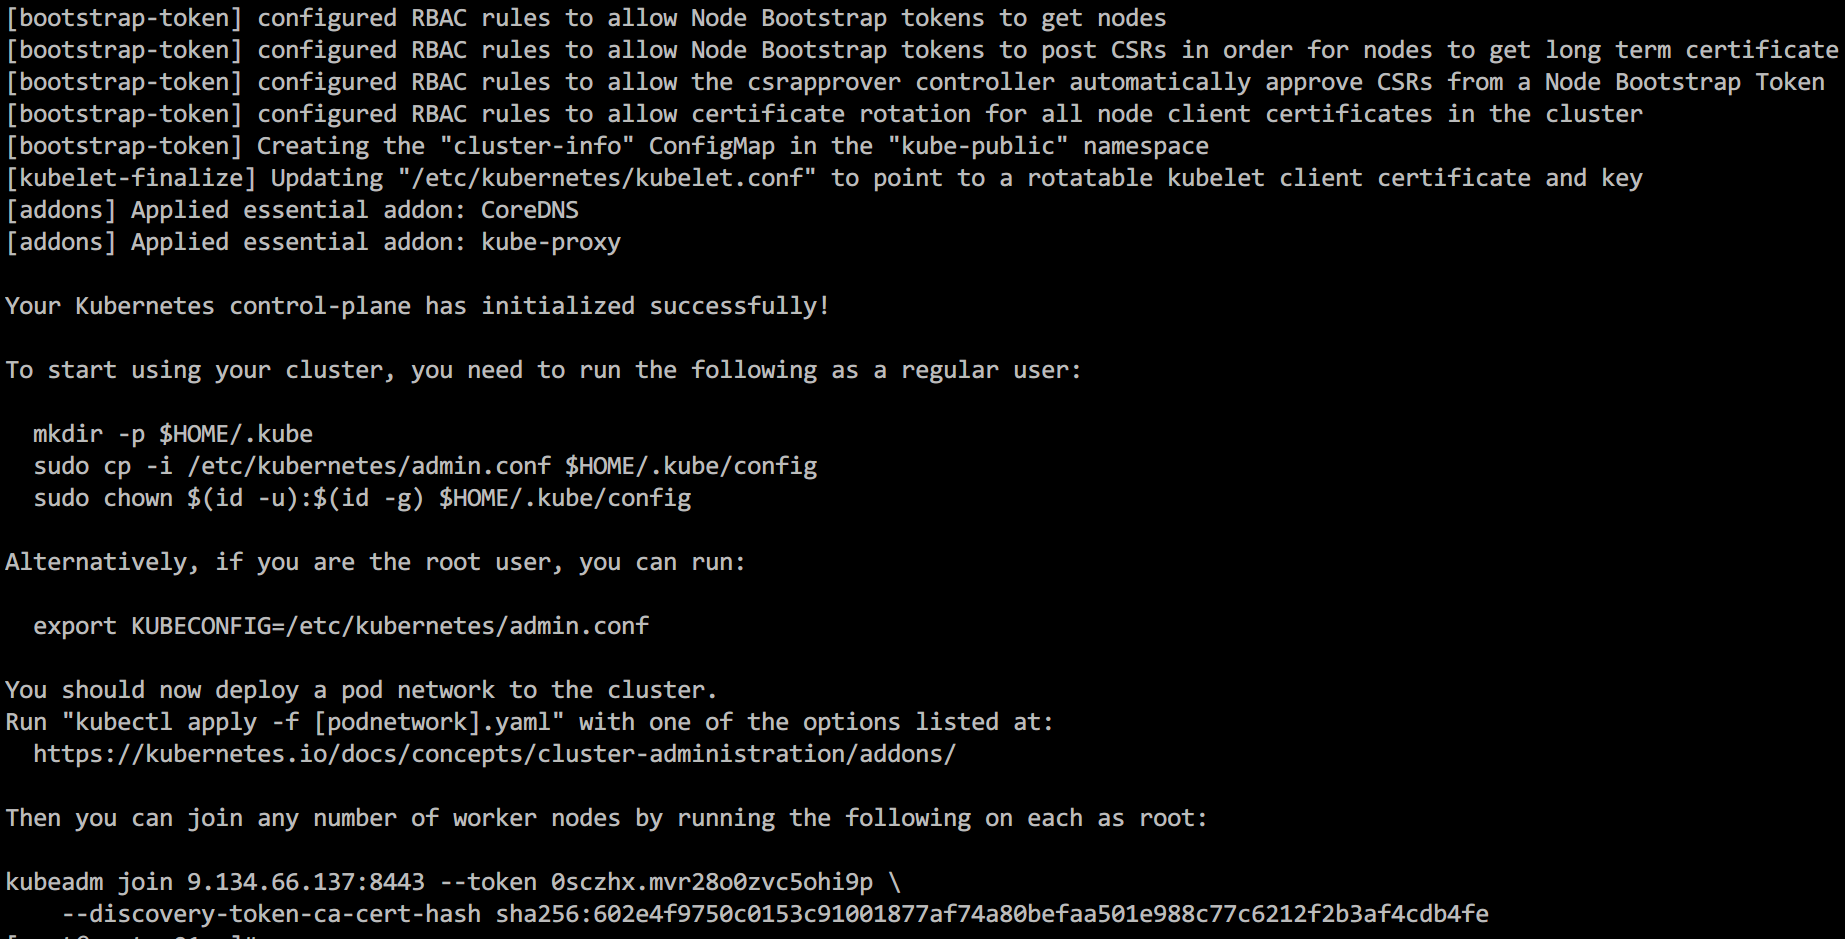 [bootstrap-token] configured RBAC rules to allow Node Bootstrap tokens to get nodes
[bootstrap-token] configured RBAC rules to allow Node Bootstrap tokens to post CSRs in order for nodes to get long term certificate
[bootstrap-token] configured RBAC rules to allow the csrapprover controller automatically approve CSRs from a Node Bootstrap Token
[bootstrap-token] configured RBAC rules to allow certificate rotation for all node client certificates in the cluster
[bootstrap-token] Creating the "cluster-info" ConfigMap in the "kube-public" namespace
[kubelet-finalize] Updating "/etc/kubernetes/kubelet.conf" to point to a rotatable kubelet client certificate and key
[addons] Applied essential addon: CoreDNS
[addons] Applied essential addon: kube-proxy
Your Kubernetes control-plane has initialized successfully!
To start using your cluster, you need to run the following as a regular user:
mkdir -p $HOME/.kube
sudo cp -i /etc/kubernetes/admin.conf $HOME/.kube/config
sudo chown $(id -u):$(id -g) $HOME/.kube/config
Alternatively, if you are the root user, you can run:
export KUBECONFIG=/etc/kubernetes/admin.conf
You should now deploy a pod network to the cluster.
Run "kubectl apply -f [podnetwork].yaml" with one of the options listed at:
https://kubernetes.io/docs/concepts/cluster-administration/addons/
Then you can join any number of worker nodes by running the following on each as root:
kubeadm join 9.134.66.137:8443 --token 0sczhx.mvr28o0zvc5ohi9p \
--discovery-token-ca-cert-hash sha256:602e4f9750c0153c91001877af74a80befaa501e988c77c6212f2b3af4cdb4fe